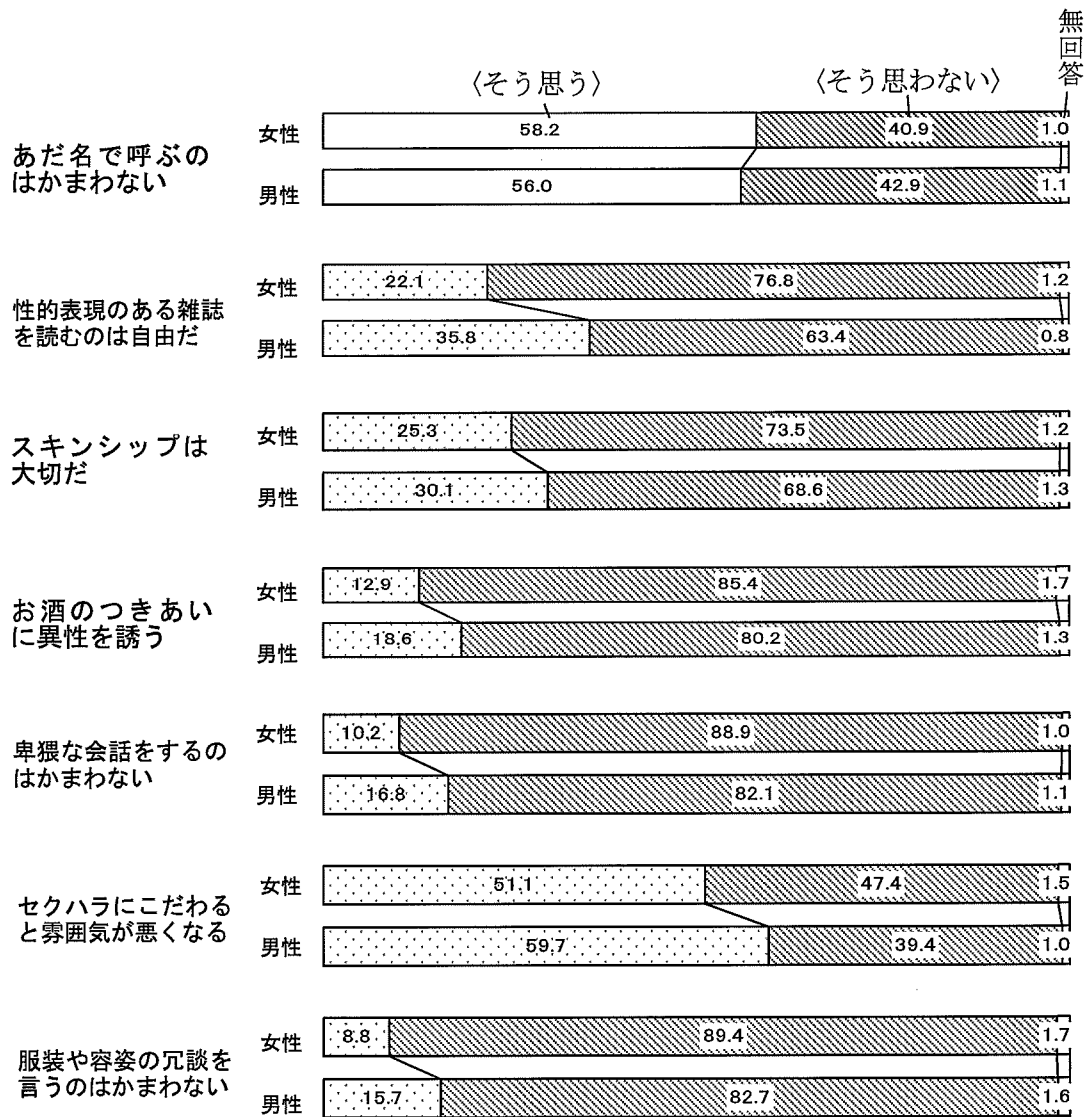 無回答
〈そう思う〉 〈そう思わない〉
あだ名で呼ぶの
はかまわない
女性 58.2 40.9 1.0
男性 56.0 42.9 1.1
性的表現のある雑誌
を読むのは自由だ
女性 22.1 76.8 1.2
男性 35.8 63.4 0.8
スキンシップは
大切だ
女性 25.3 73.5 1.2
男性 30.1 68.6 1.3
お酒のつきあい
に異性を誘う
女性 12.9 85.4 1.7
男性 18.6 80.2 1.3
卑猥な会話をするの
はかまわない
女性 10.2 88.9 1.0
男性 16.8 82.1 1.1
セクハラにこだわる
と雰囲気が悪くなる
女性 51.1 47.4 1.5
男性 59.7 39.4 1.0
服装や容姿の冗談を
言うのはかまわない
女性 8.8 89.4 1.7
男性 15.7 82.7 1.6